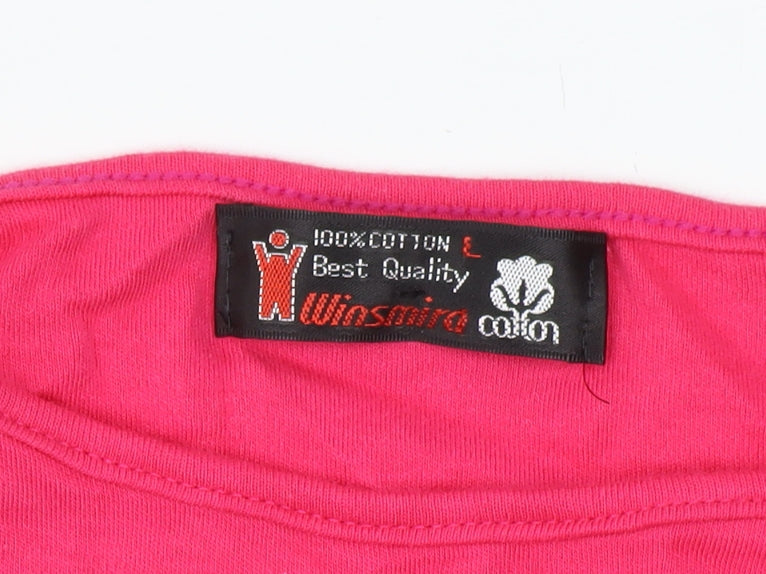 100% COTTON L
Best Quality
Winsmira
cotton